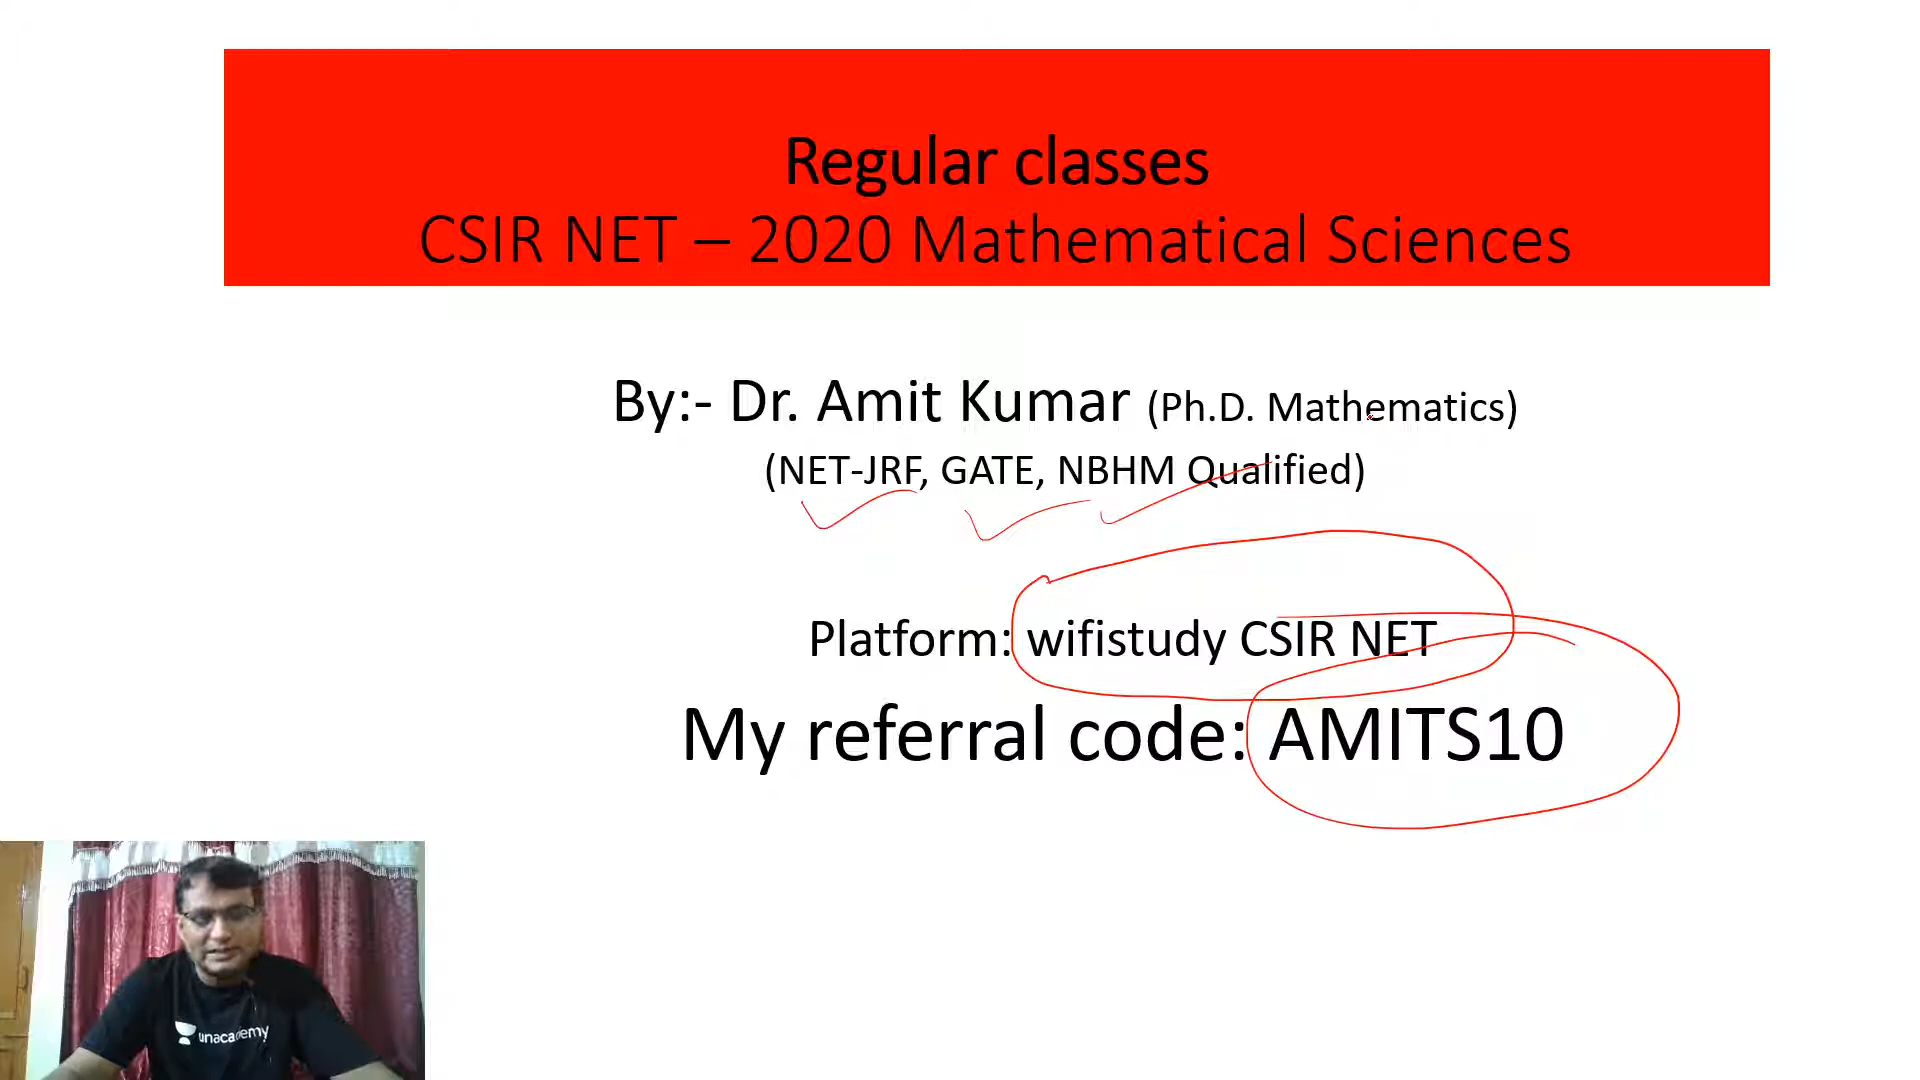 Regular classes
CSIR NET – 2020 Mathematical Sciences
By:- Dr. Amit Kumar (Ph.D. Mathematics)
(NET-JRF, GATE, NBHM Qualified)
Platform: wifistudy CSIR NET
My referral code: AMITS10
unacademy